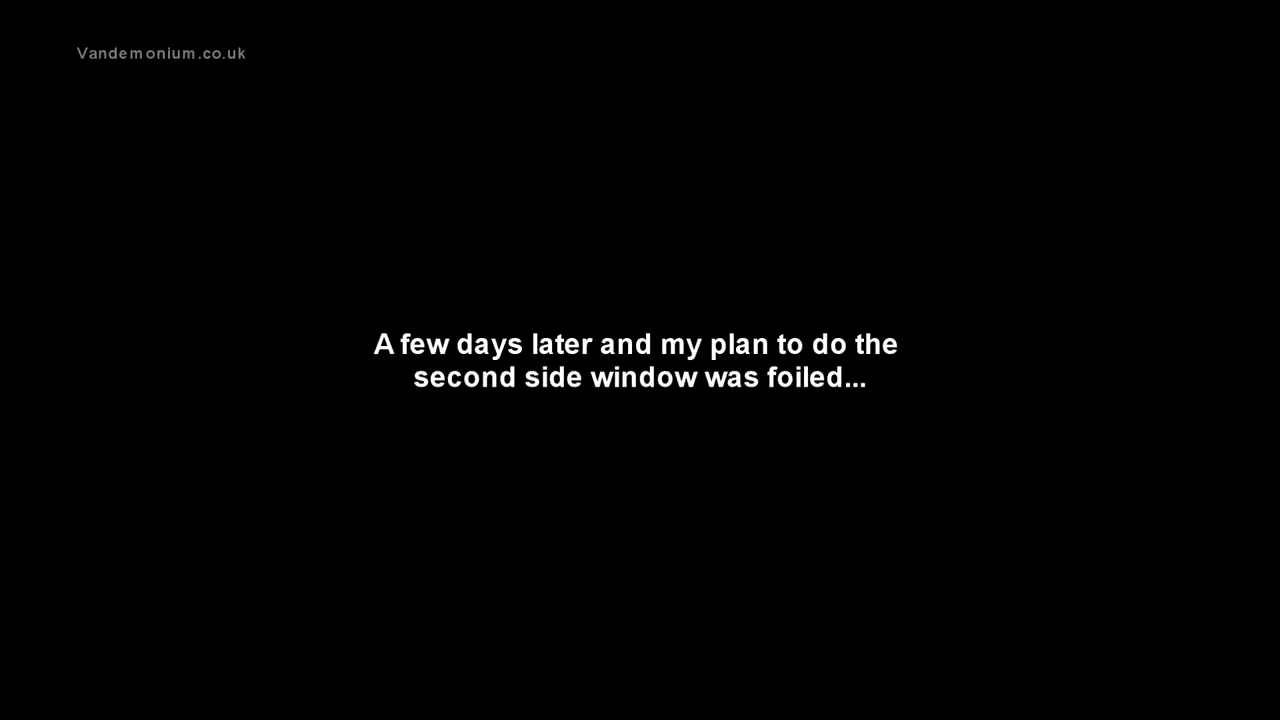 Vandemonium.co.uk
A few days later and my plan to do the
second side window was foiled...